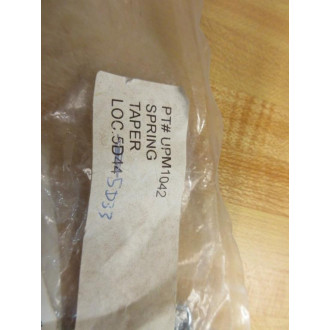 PT# UPM1042
SPRING
TAPER
LOC.5D44 5D33